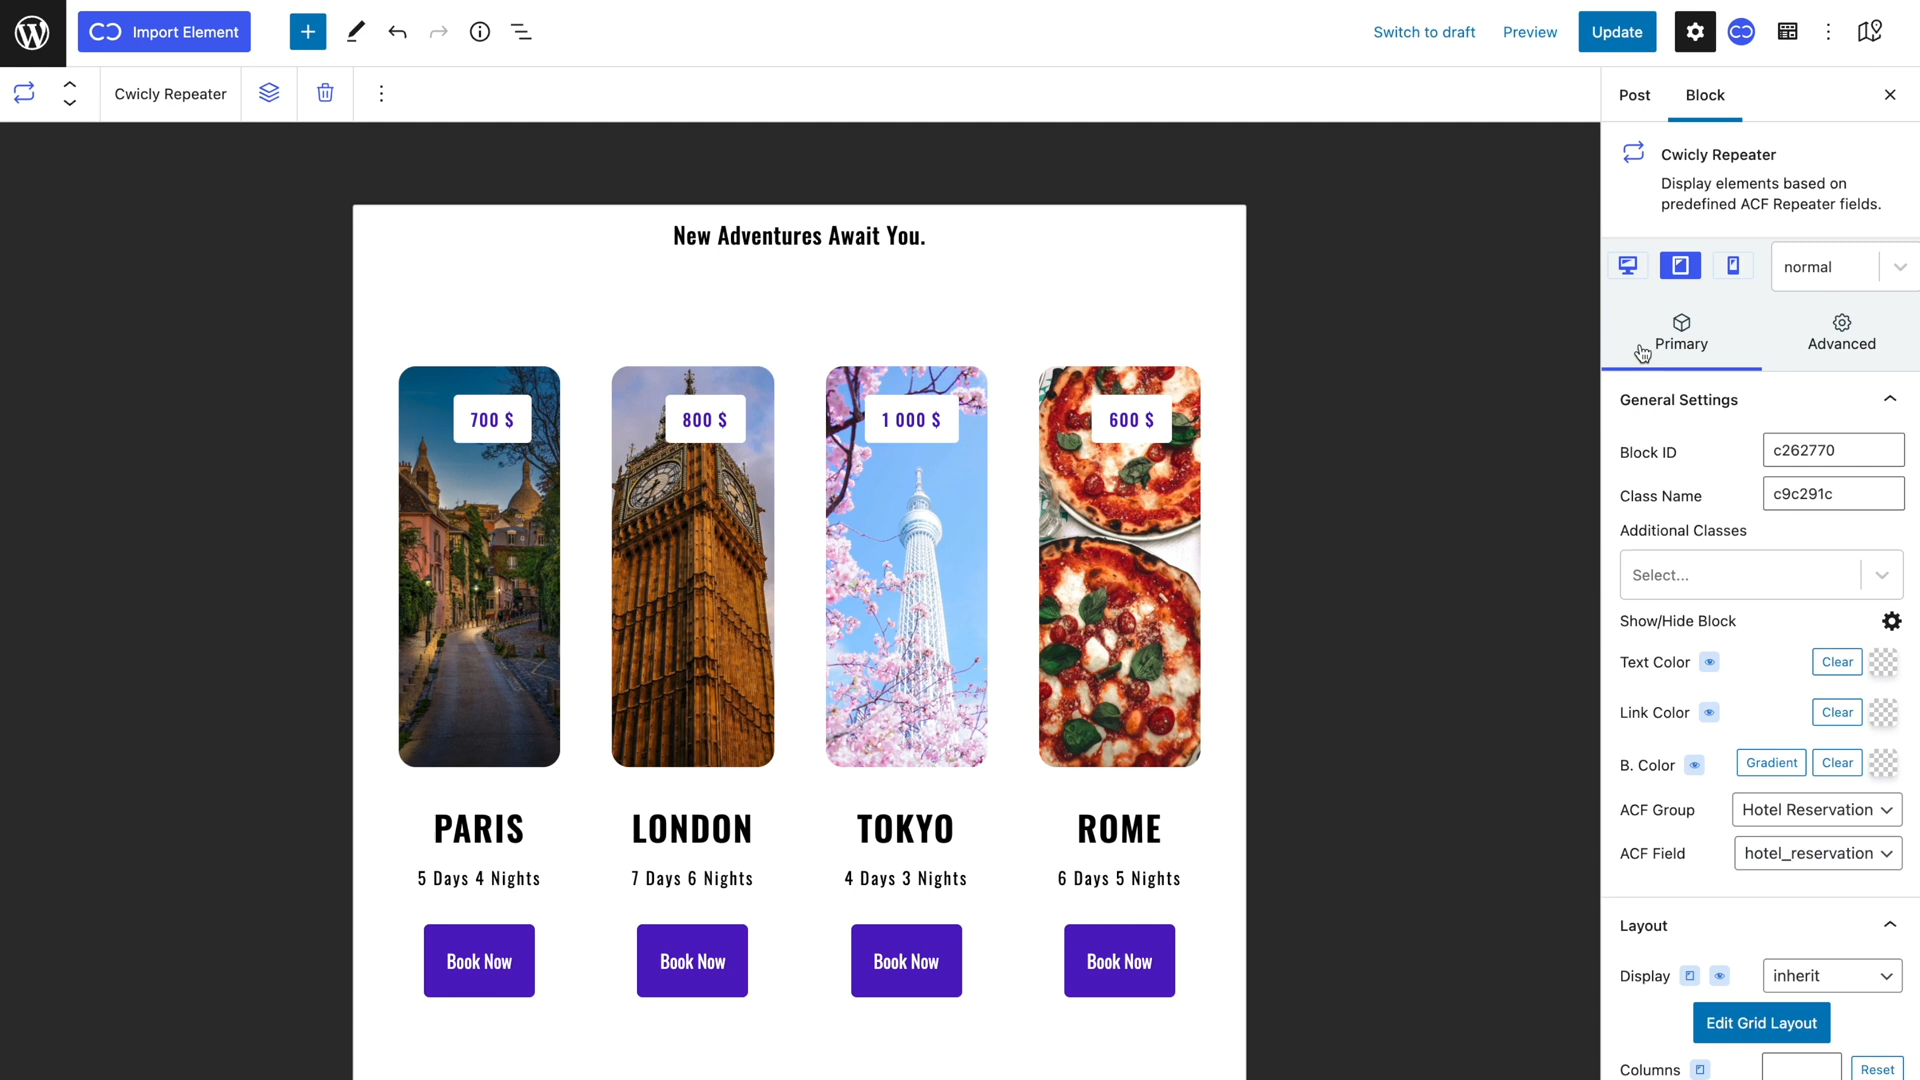 Import Element
Switch to draft
Preview
Update
Cwicly Repeater
Post
Block
Cwicly Repeater
Display elements based on
predefined ACF Repeater fields.
normal
Primary
Advanced
New Adventures Await You.
700 $
800 $
1 000 $
600 $
PARIS
LONDON
TOKYO
ROME
5 Days 4 Nights
7 Days 6 Nights
4 Days 3 Nights
6 Days 5 Nights
Book Now
Book Now
Book Now
Book Now
General Settings
Block ID
c262770
Class Name
c9c291c
Additional Classes
Select...
Show/Hide Block
Text Color
Clear
Link Color
Clear
B. Color
Gradient
Clear
ACF Group
Hotel Reservation
ACF Field
hotel_reservation
Layout
Display
inherit
Edit Grid Layout
Columns
Reset